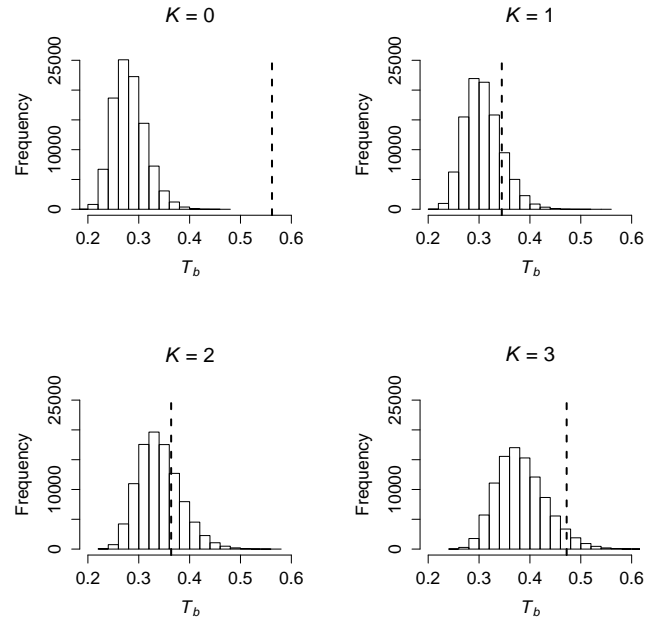 K = 0
Frequency
0 10000 25000
0.2 0.3 0.4 0.5 0.6
T_b
K = 1
Frequency
0 10000 25000
0.2 0.3 0.4 0.5 0.6
T_b
K = 2
Frequency
0 10000 25000
0.2 0.3 0.4 0.5 0.6
T_b
K = 3
Frequency
0 10000 25000
0.2 0.3 0.4 0.5 0.6
T_b